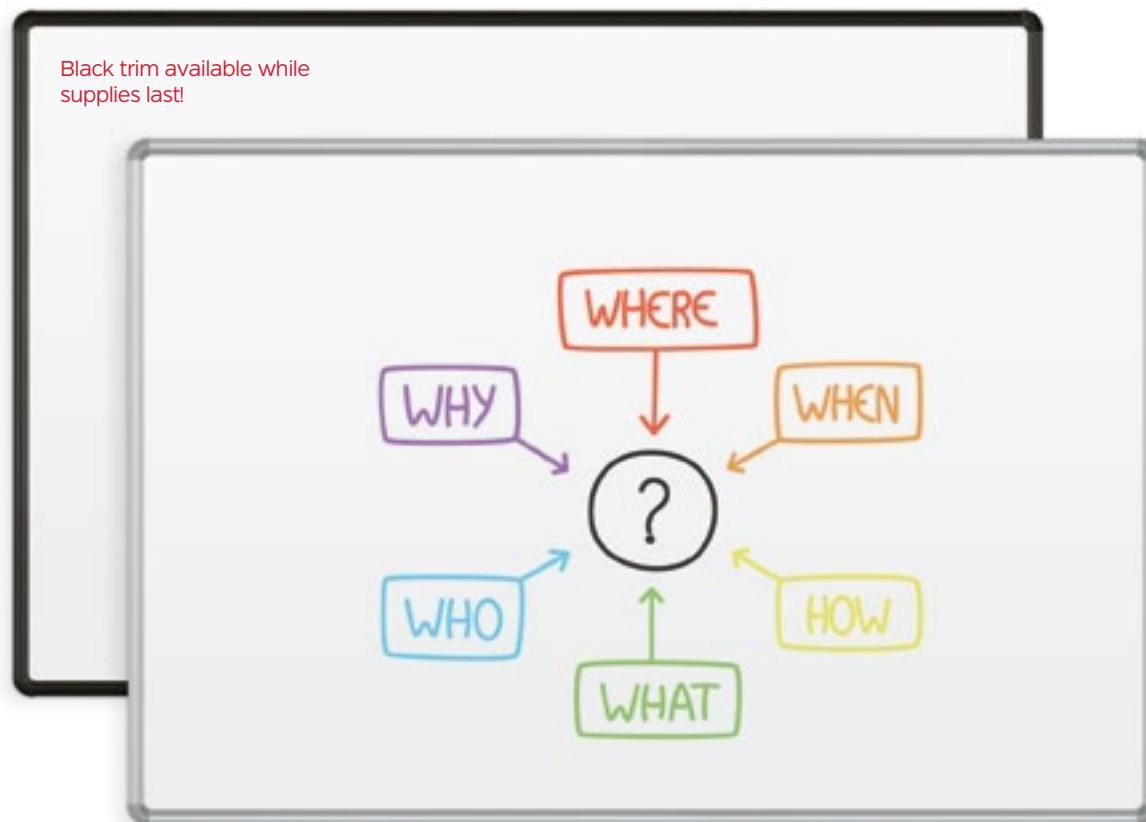 Black trim available while
supplies last!
WHERE
WHY
WHEN
?
WHO
HOW
WHAT